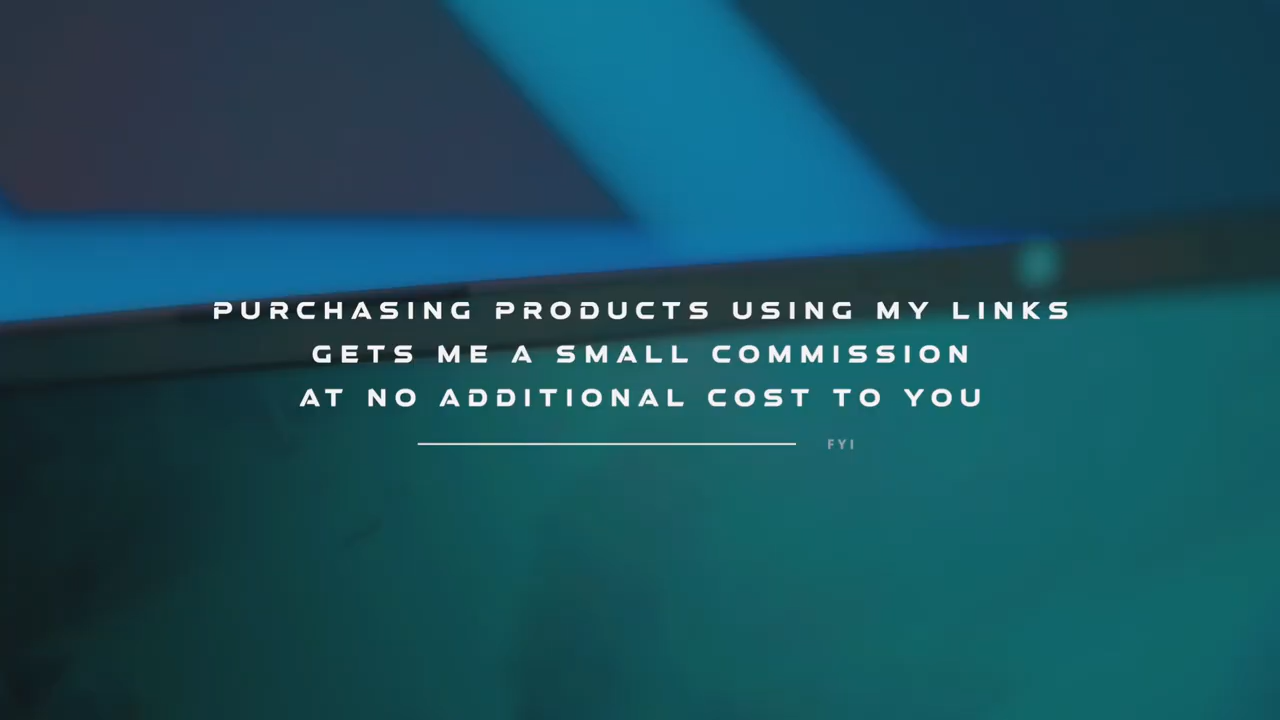 PURCHASING PRODUCTS USING MY LINKS
GETS ME A SMALL COMMISSION
AT NO ADDITIONAL COST TO YOU
FYI